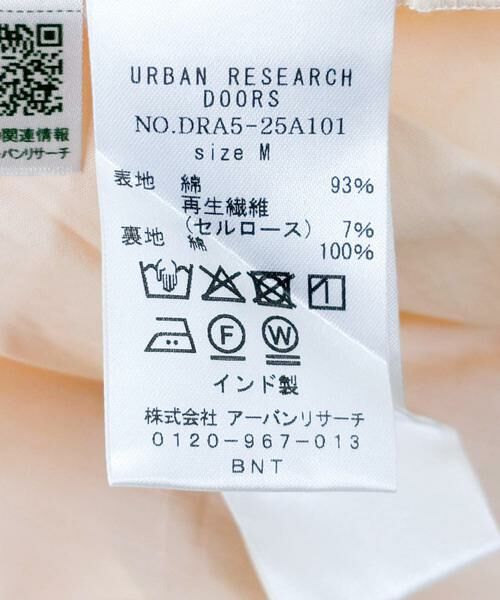 URBAN RESEARCH
DOORS
NO.DRA5-25A101
size M
表地 綿 93%
再生繊維
(セルロース) 7%
裏地 綿 100%
F W
インド製
株式会社 アーバンリサーチ
0120-967-013
BNT
関連情報
ーバンリサーチ